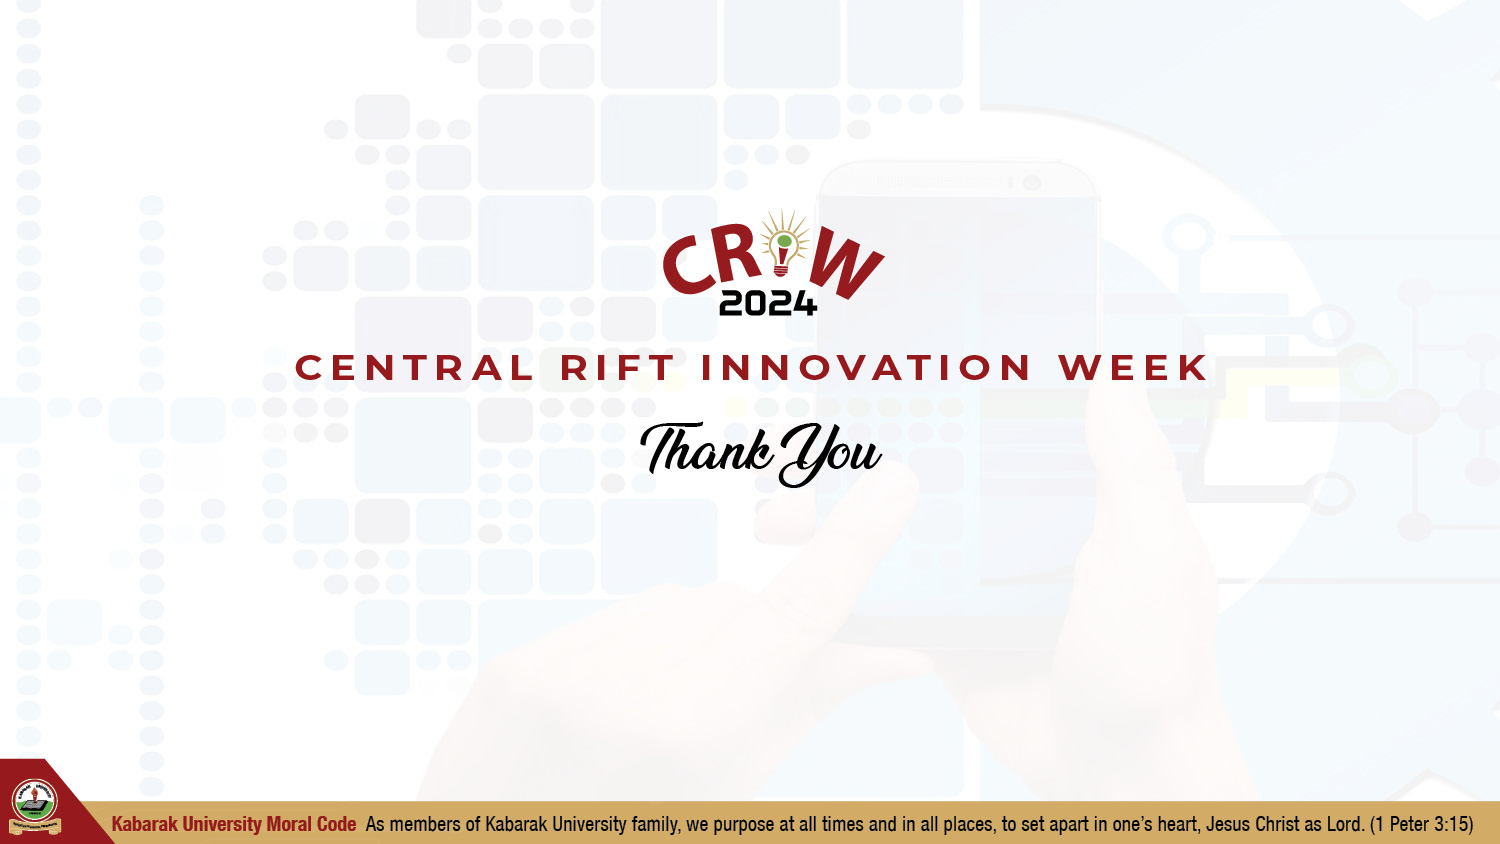 CRIW
2024
CENTRAL RIFT INNOVATION WEEK
Thank You
Kabarak University Moral Code As members of Kabarak University family, we purpose at all times and in all places, to set apart in one’s heart, Jesus Christ as Lord. (1 Peter 3:15)